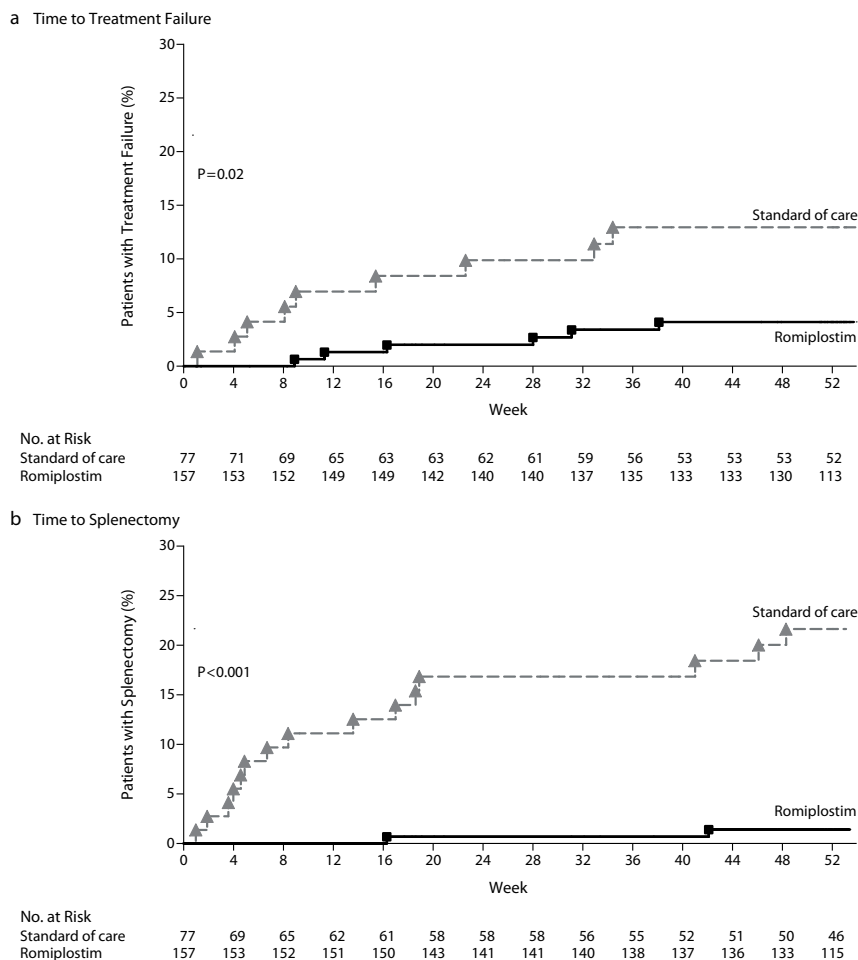 a Time to Treatment Failure
30
25
20
15
10
5
0
Patients with Treatment Failure (%)
P=0.02
Standard of care
Romiplostim
0 4 8 12 16 20 24 28 32 36 40 44 48 52
Week
No. at Risk
Standard of care 77 71 69 65 63 63 62 61 59 56 53 53 53 52
Romiplostim 157 153 152 149 149 142 140 140 137 135 133 133 130 113
b Time to Splenectomy
30
25
20
15
10
5
0
Patients with Splenectomy (%)
Standard of care
P<0.001
Romiplostim
0 4 8 12 16 20 24 28 32 36 40 44 48 52
Week
No. at Risk
Standard of care 77 69 65 62 61 58 58 58 56 55 52 51 50 46
Romiplostim 157 153 152 151 150 143 141 141 140 138 137 136 133 115